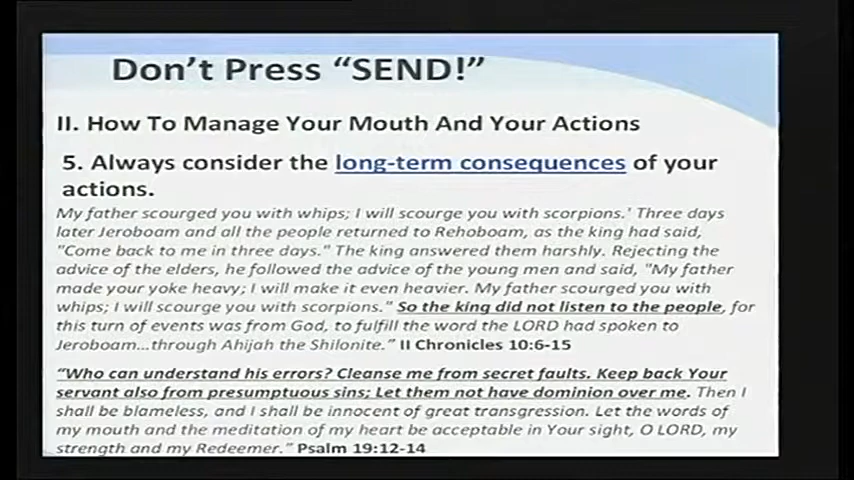 Don't Press “SEND!”
II. How To Manage Your Mouth And Your Actions
5. Always consider the long-term consequences of your
actions.
My father scourged you with whips; I will scourge you with scorpions.' Three days
later Jeroboam and all the people returned to Rehoboam, as the king had said,
"Come back to me in three days." The king answered them harshly. Rejecting the
advice of the elders, he followed the advice of the young men and said, "My father
made your yoke heavy; I will make it even heavier. My father scourged you with
whips; I will scourge you with scorpions." So the king did not listen to the people, for
this turn of events was from God, to fulfill the word the LORD had spoken to
Jeroboam…through Ahijah the Shilonite.” II Chronicles 10:6-15
“Who can understand his errors? Cleanse me from secret faults. Keep back Your
servant also from presumptuous sins; Let them not have dominion over me. Then I
shall be blameless, and I shall be innocent of great transgression. Let the words of
my mouth and the meditation of my heart be acceptable in Your sight, O LORD, my
strength and my Redeemer.” Psalm 19:12-14